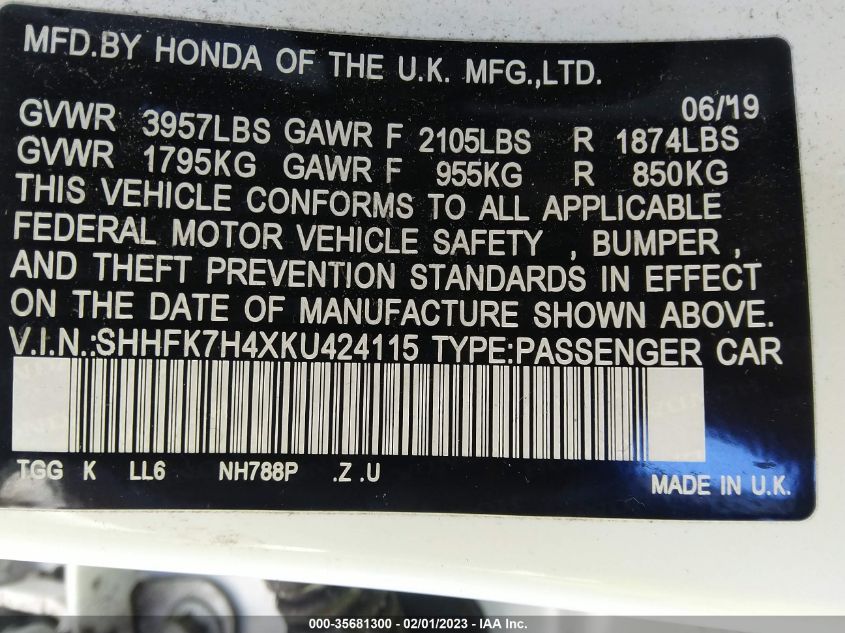 MFD.BY HONDA OF THE U.K. MFG.,LTD.
06/19
GVWR 3957LBS GAWR F 2105LBS R 1874LBS
GVWR 1795KG GAWR F 955KG R 850KG
THIS VEHICLE CONFORMS TO ALL APPLICABLE
FEDERAL MOTOR VEHICLE SAFETY , BUMPER ,
AND THEFT PREVENTION STANDARDS IN EFFECT
ON THE DATE OF MANUFACTURE SHOWN ABOVE.
V.I.N.:SHHFK7H4XKU424115 TYPE:PASSENGER CAR
TGG K LL6 NH788P .Z .U
MADE IN U.K.
000-35681300 / 02/01/2023 / IAA Inc.